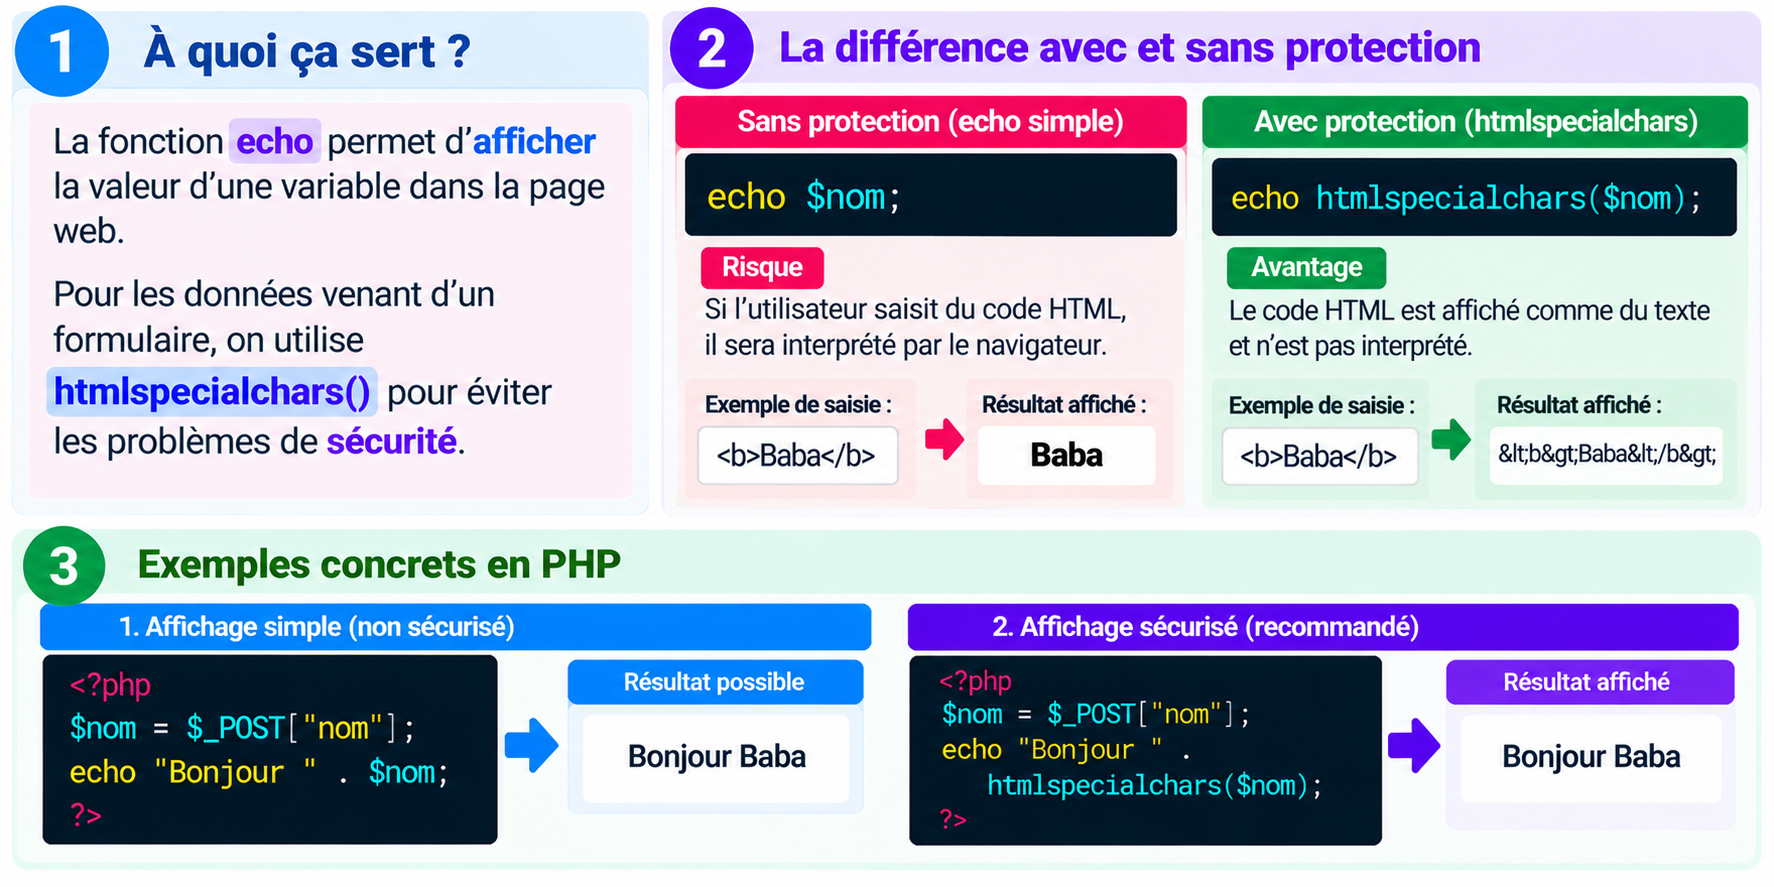 1
À quoi ça sert ?
La fonction echo permet d’afficher
la valeur d’une variable dans la page
web.
Pour les données venant d’un
formulaire, on utilise
htmlspecialchars() pour éviter
les problèmes de sécurité.
2
La différence avec et sans protection
Sans protection (echo simple)
echo $nom;
Risque
Si l’utilisateur saisit du code HTML,
il sera interprété par le navigateur.
Exemple de saisie :
<b>Baba</b>
Résultat affiché :
Baba
Avec protection (htmlspecialchars)
echo htmlspecialchars($nom);
Avantage
Le code HTML est affiché comme du texte
et n’est pas interprété.
Exemple de saisie :
<b>Baba</b>
Résultat affiché :
&lt;b&gt;Baba&lt;/b&gt;
3
Exemples concrets en PHP
1. Affichage simple (non sécurisé)
<?php
$nom = $_POST["nom"];
echo "Bonjour " . $nom;
?>
Résultat possible
Bonjour Baba
2. Affichage sécurisé (recommandé)
<?php
$nom = $_POST["nom"];
echo "Bonjour " .
htmlspecialchars($nom);
?>
Résultat affiché
Bonjour Baba